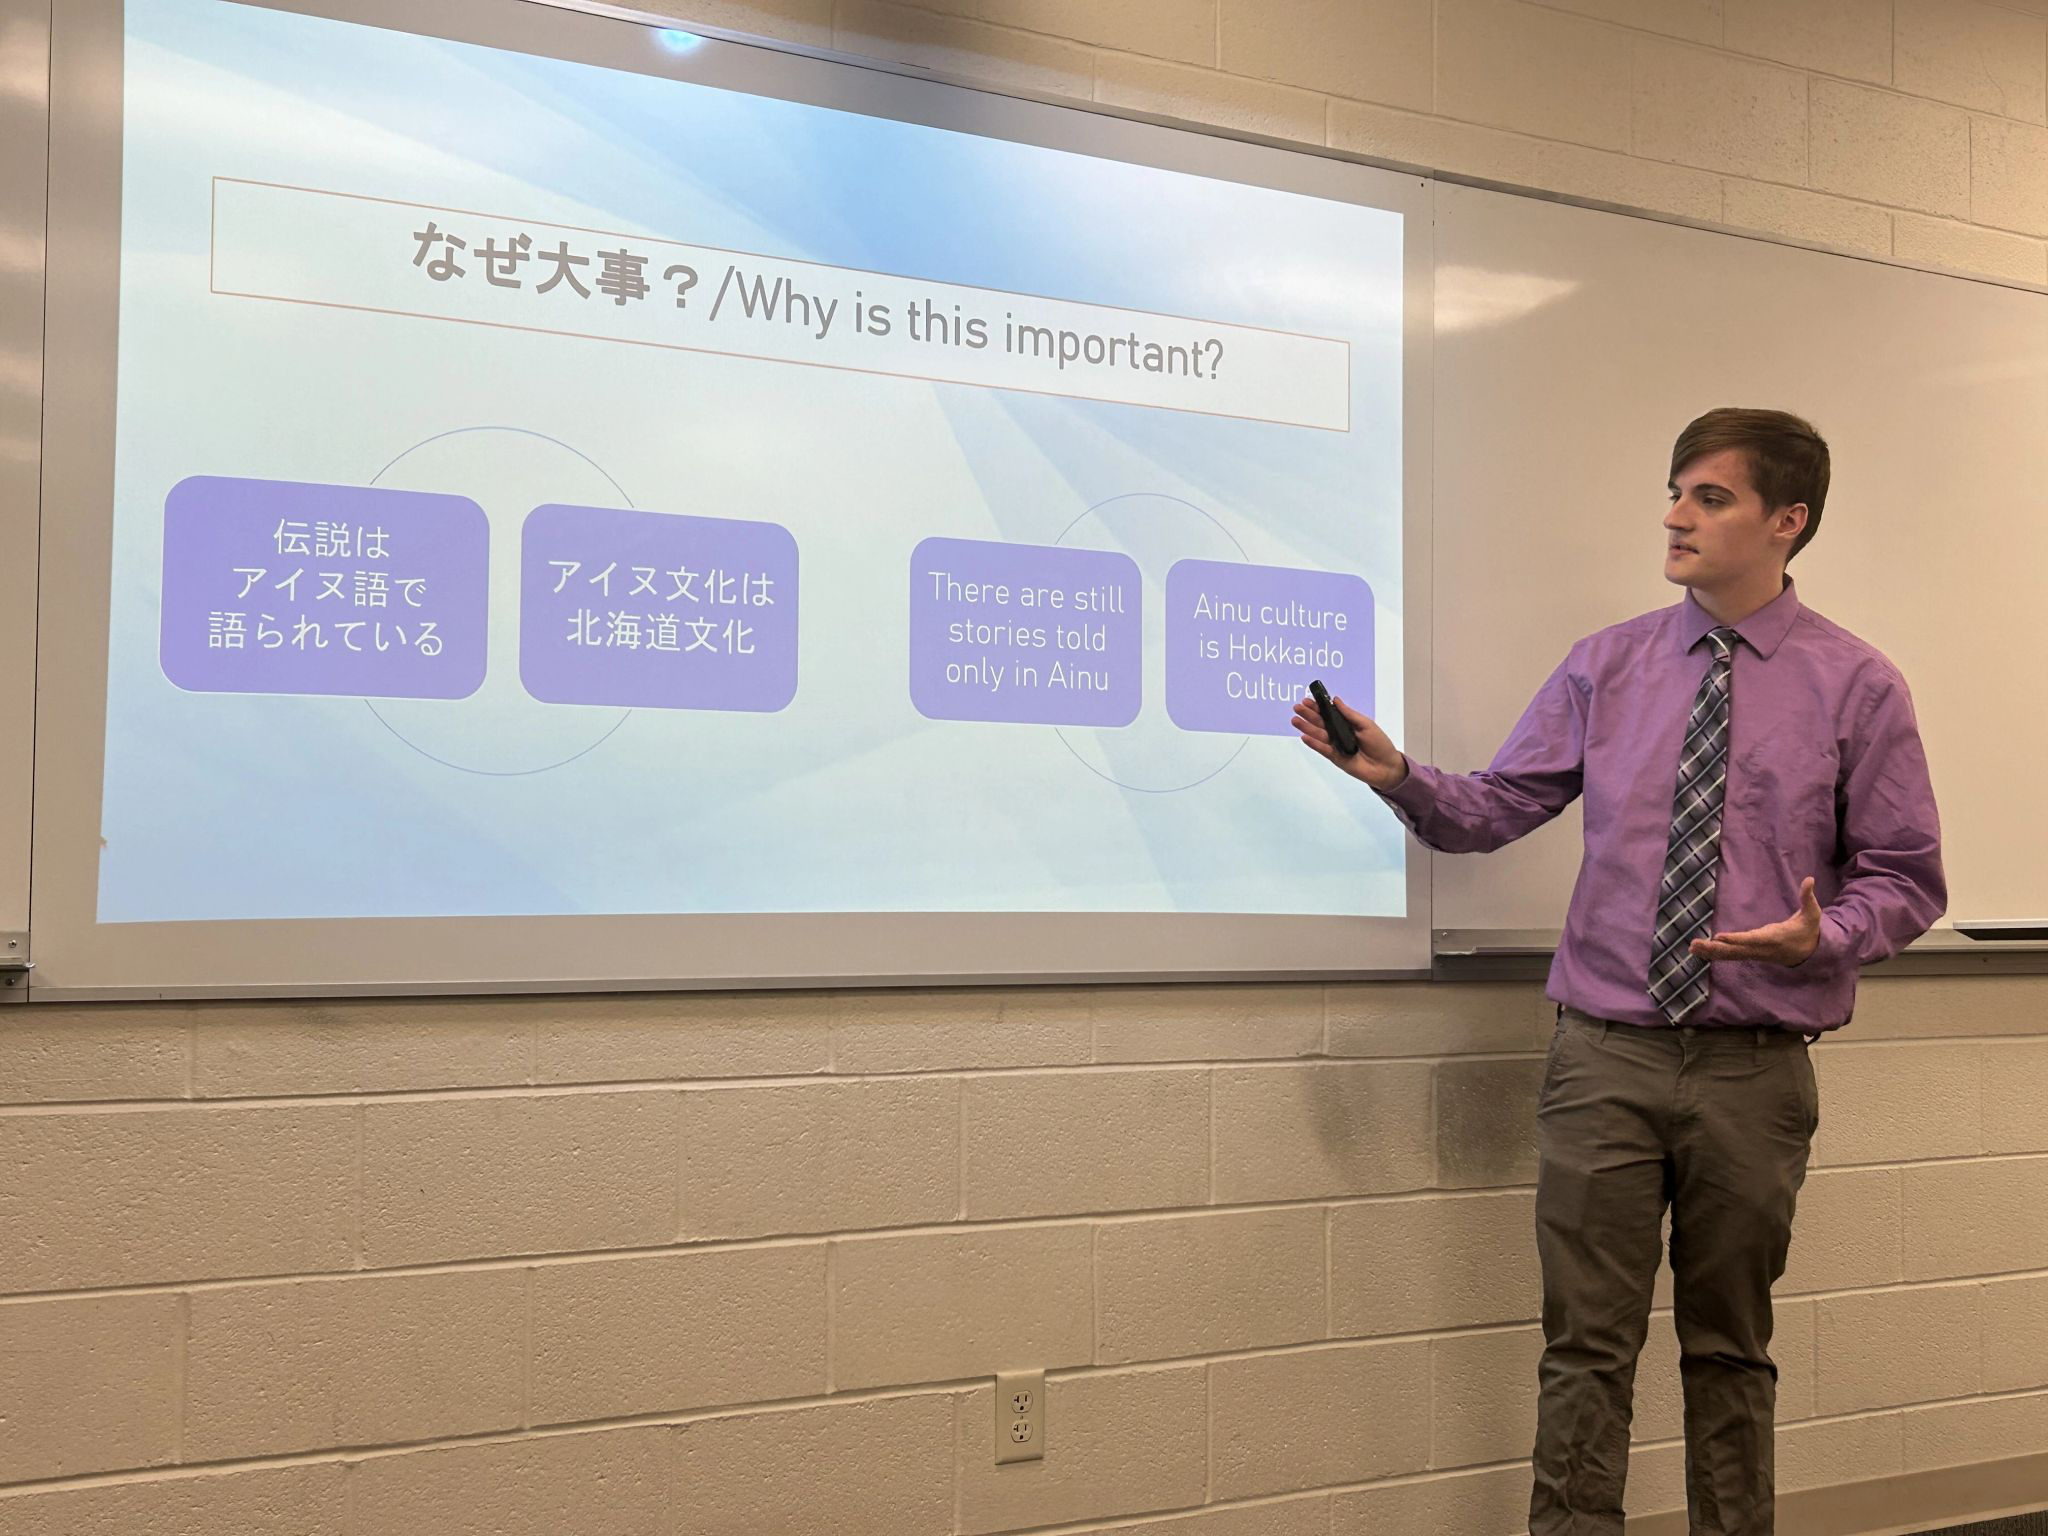 なぜ大事？/Why is this important?
伝説は
アイヌ語で
語られている
アイヌ文化は
北海道文化
There are still
stories told
only in Ainu
Ainu culture
is Hokkaido
Culture